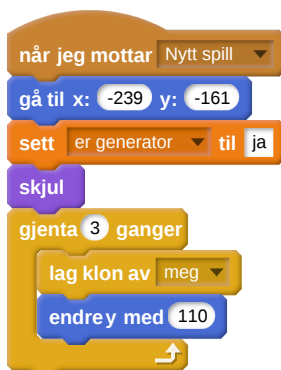 når jeg mottar Nytt spill
gå til x: -239 y: -161
sett er generator til ja
skjul
gjenta 3 ganger
lag klon av meg
endre y med 110